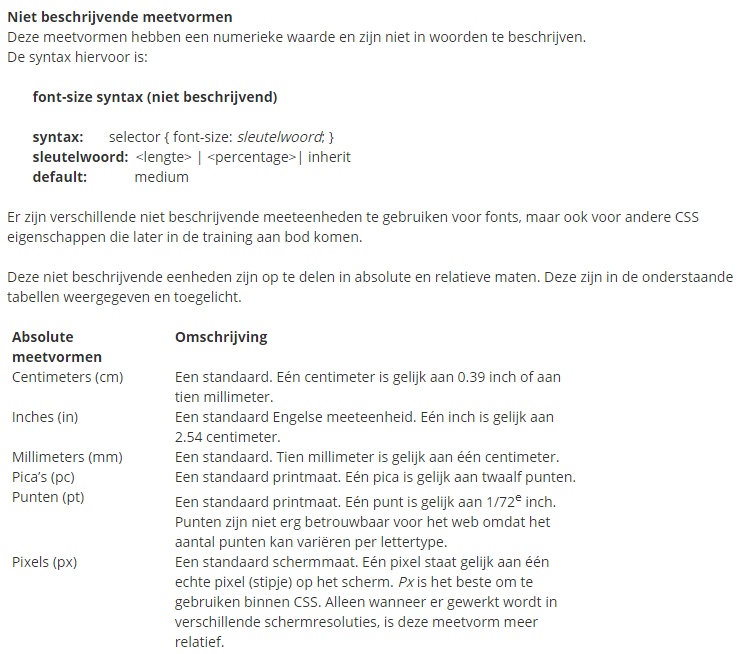 Niet beschrijvende meetvormen
Deze meetvormen hebben een numerieke waarde en zijn niet in woorden te beschrijven.
De syntax hiervoor is:
font-size syntax (niet beschrijvend)
syntax: selector { font-size: sleutelwoord; }
sleutelwoord: <lengte> | <percentage>| inherit
default: medium
Er zijn verschillende niet beschrijvende meeteenheden te gebruiken voor fonts, maar ook voor andere CSS
eigenschappen die later in de training aan bod komen.
Deze niet beschrijvende eenheden zijn op te delen in absolute en relatieve maten. Deze zijn in de onderstaande
tabellen weergegeven en toegelicht.
Absolute Omschrijving
meetvormen
Centimeters (cm) Een standaard. Eén centimeter is gelijk aan 0.39 inch of aan
tien millimeter.
Inches (in) Een standaard Engelse meeteenheid. Eén inch is gelijk aan
2.54 centimeter.
Millimeters (mm) Een standaard. Tien millimeter is gelijk aan één centimeter.
Pica’s (pc) Een standaard printmaat. Eén pica is gelijk aan twaalf punten.
Punten (pt) Een standaard printmaat. Eén punt is gelijk aan 1/72e inch.
Punten zijn niet erg betrouwbaar voor het web omdat het
aantal punten kan variëren per lettertype.
Pixels (px) Een standaard schermmaat. Eén pixel staat gelijk aan één
echte pixel (stipje) op het scherm. Px is het beste om te
gebruiken binnen CSS. Alleen wanneer er gewerkt wordt in
verschillende schermresoluties, is deze meetvorm meer
relatief.